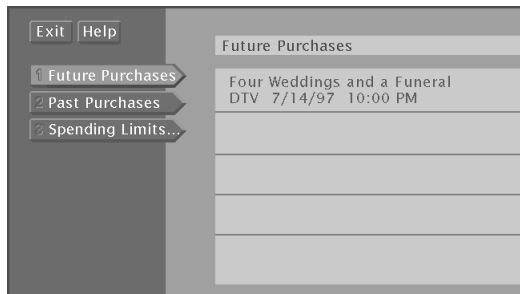 Exit Help
Future Purchases
1 Future Purchases
2 Past Purchases
3 Spending Limits...
Four Weddings and a Funeral
DTV 7/14/97 10:00 PM